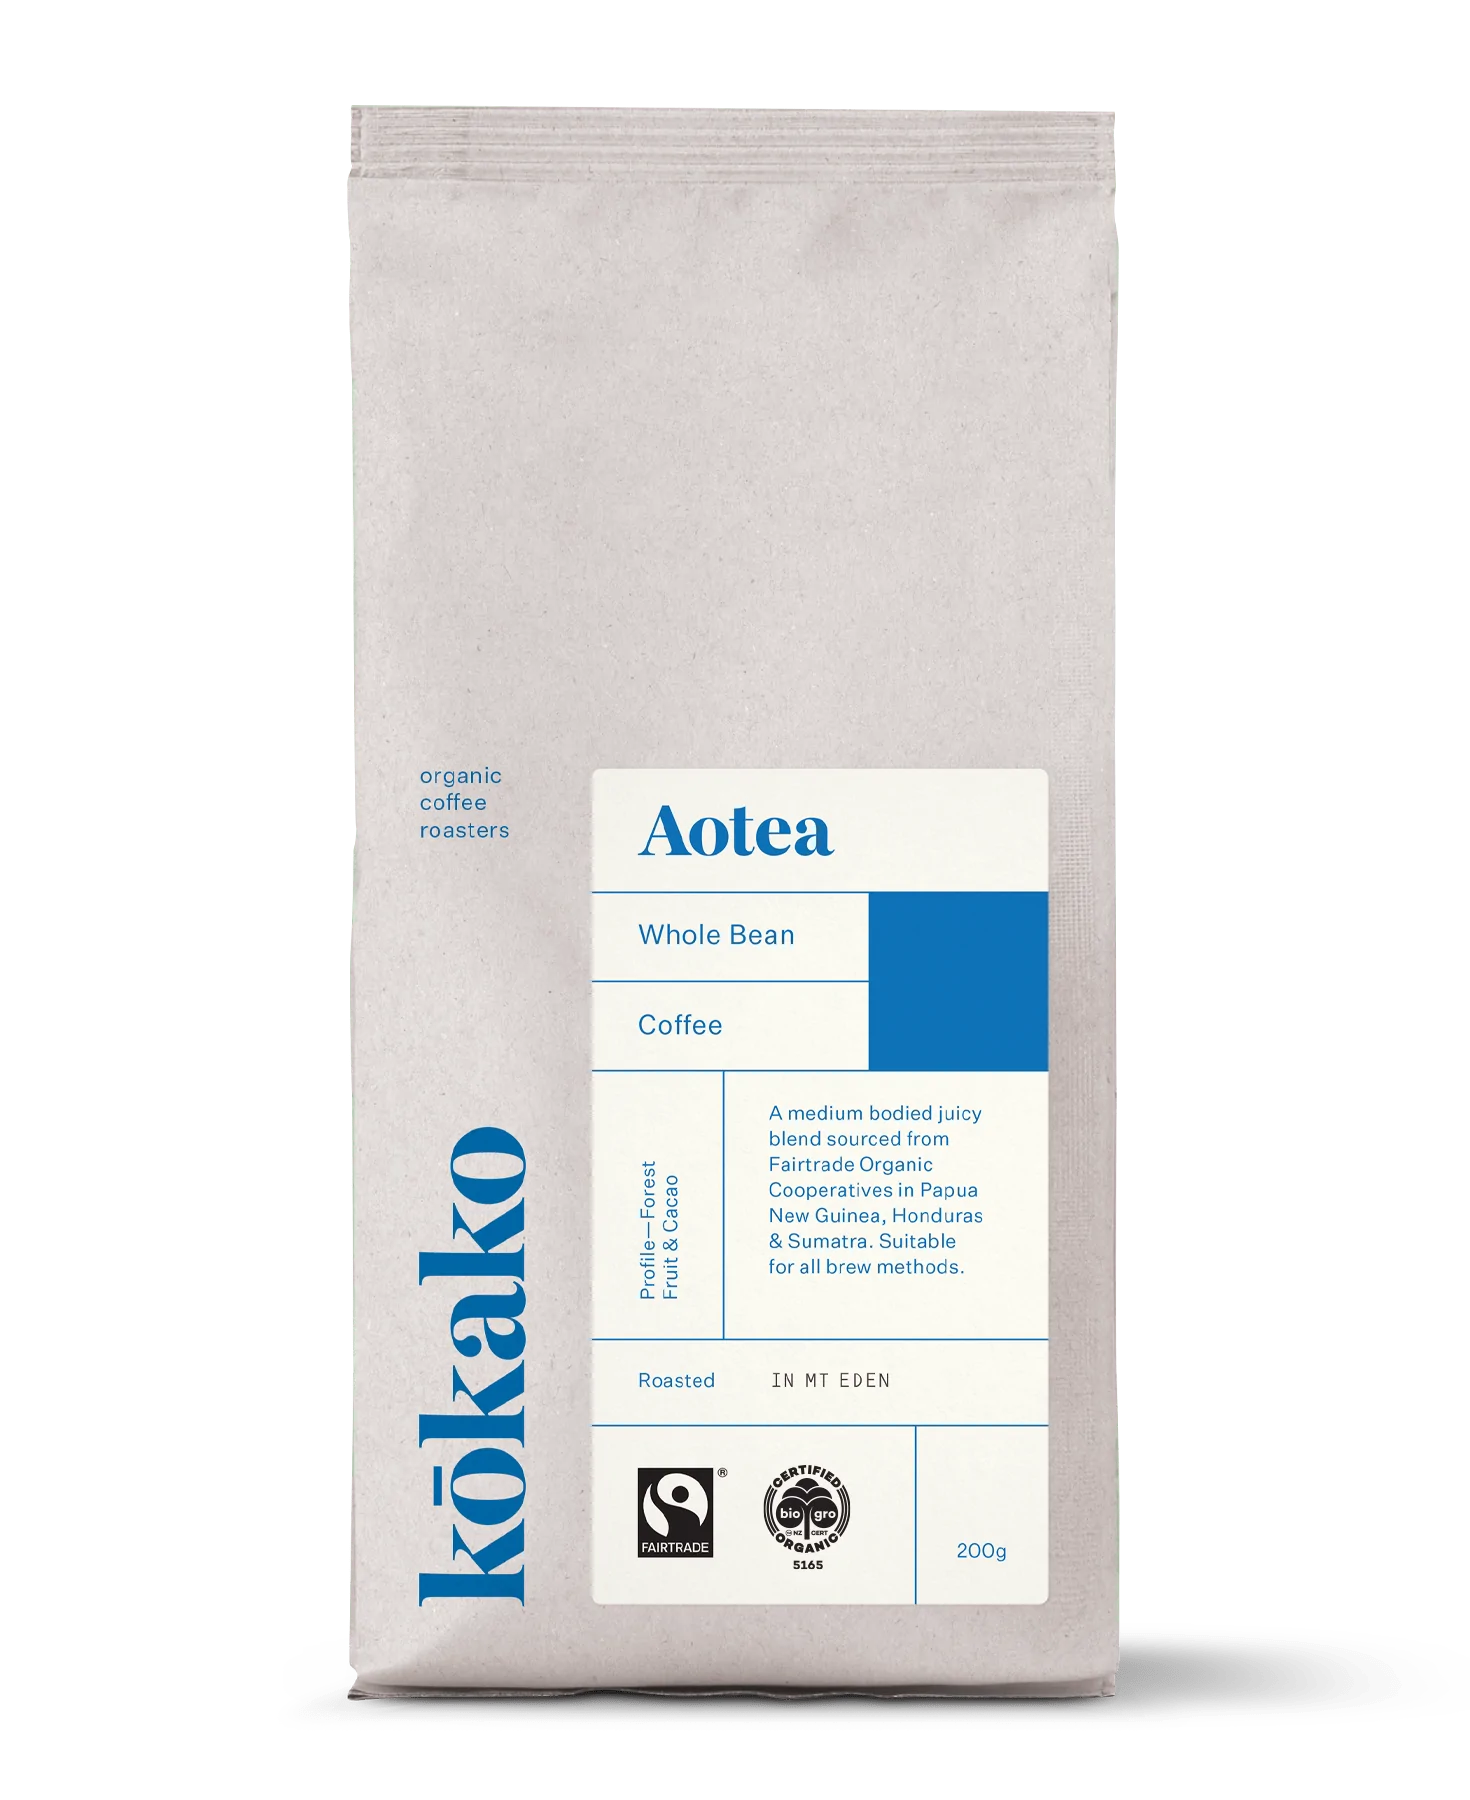 organic
coffee
roasters
kōkako
Aotea
Whole Bean
Coffee
Profile—Forest
Fruit & Cacao
A medium bodied juicy
blend sourced from
Fairtrade Organic
Cooperatives in Papua
New Guinea, Honduras
& Sumatra. Suitable
for all brew methods.
Roasted IN MT EDEN
FAIRTRADE ®
CERTIFIED
bio gro
NZ CERT
ORGANIC
5165
200g